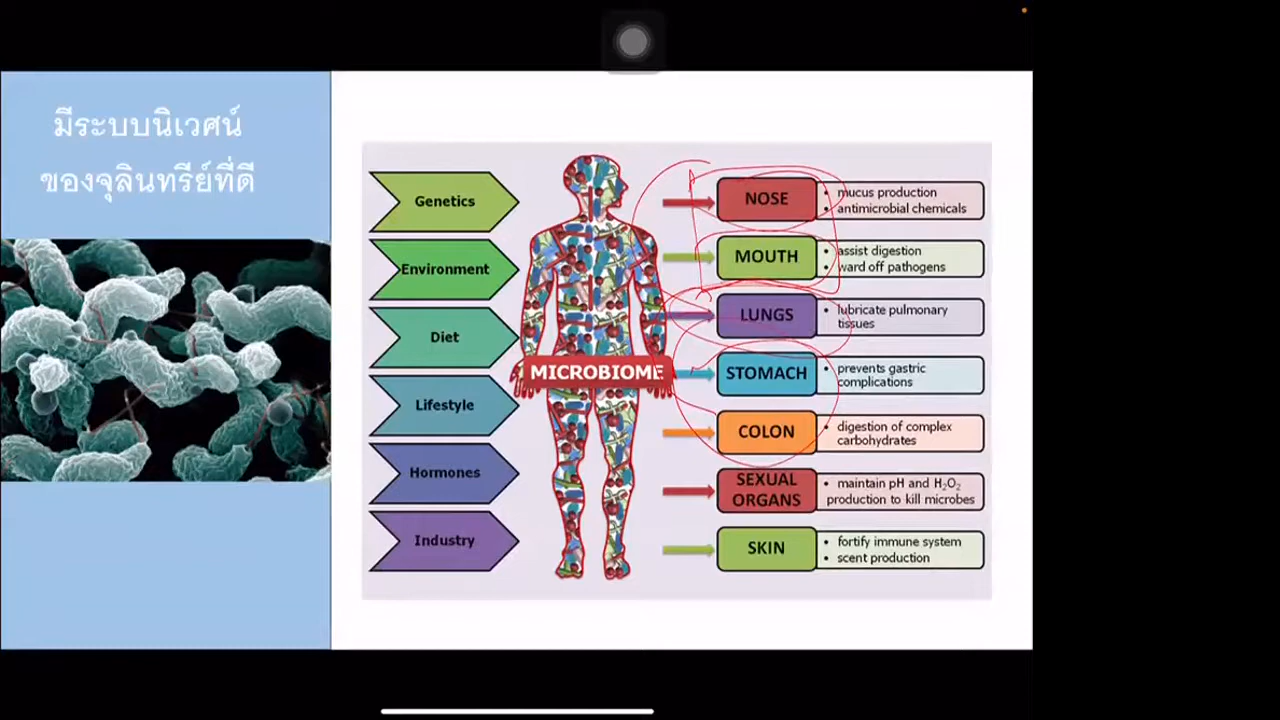 มีระบบนิเวศน์
ของจุลินทรีย์ที่ดี
Genetics
Environment
Diet
Lifestyle
Hormones
Industry
MICROBIOME
NOSE
• mucus production
• antimicrobial chemicals
MOUTH
• assist digestion
• ward off pathogens
LUNGS
• lubricate pulmonary
tissues
STOMACH
• prevents gastric
complications
COLON
• digestion of complex
carbohydrates
SEXUAL
ORGANS
• maintain pH and H₂O₂
production to kill microbes
SKIN
• fortify immune system
• scent production